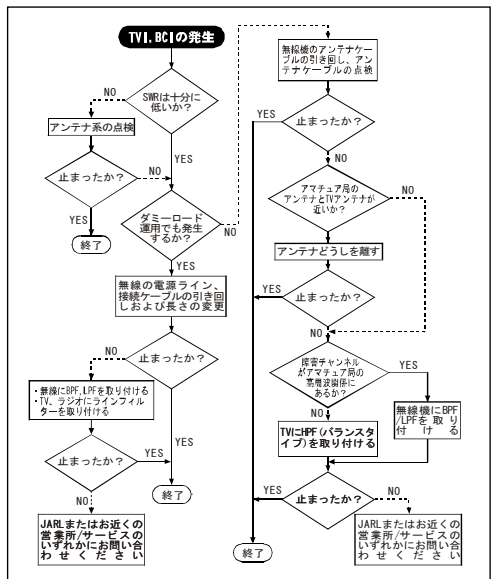 TVI、BCIの発生
SWRは十分に
低いか？
NO
アンテナ系の点検
YES
止まったか？
NO
YES
終了
ダミーロード
運用でも発生
するか？
NO
YES
無線の電源ライン、
接続ケーブルの引き回
しおよび長さの変更
止まったか？
NO
・無線にBPF,LPFを取り付ける
・TV、ラジオにラインフィル
ターを取り付ける
止まったか？
YES
YES
終了
NO
JARLまたはお近くの
営業所/サービスの
いずれかにお問い合
わせください
無線機のアンテナケー
ブルの引き回し、アン
テナケーブルの点検
YES
止まったか？
NO
アマチュア局の
アンテナとTVアンテナが
近いか？
NO
YES
アンテナどうしを離す
YES
止まったか？
NO
障害チャンネル
がアマチュア局の
高層波関係に
あるか？
YES
NO
無線機にBPF
/LPFを取り
付ける
TVにHPF(バランスタ
イプ)を取り付ける
YES
止まったか？
NO
終了
JARLまたはお近くの
営業所/サービスの
いずれかにお問い合
わせください